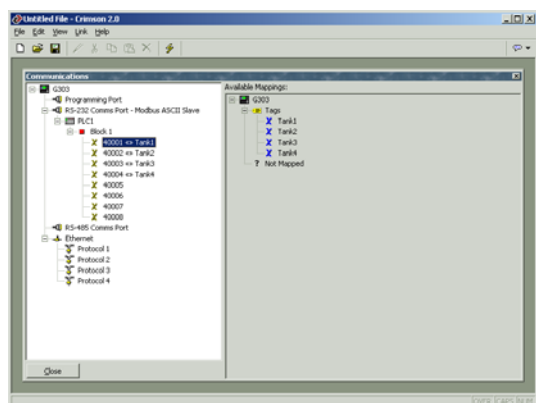 Untitled File - Crimson 2.0
File Edit View Link Help
Communications
G303
Programming Port
RS-232 Comms Port - Modbus ASCII Slave
PLC1
Block 1
40001 <=> Tank1
40002 <=> Tank2
40003 <=> Tank3
40004 <=> Tank4
40005
40006
40007
40008
RS-485 Comms Port
Ethernet
Protocol 1
Protocol 2
Protocol 3
Protocol 4
Close
Available Mappings:
G303
Tags
Tank1
Tank2
Tank3
Tank4
Not Mapped
OVER CAPS NUM